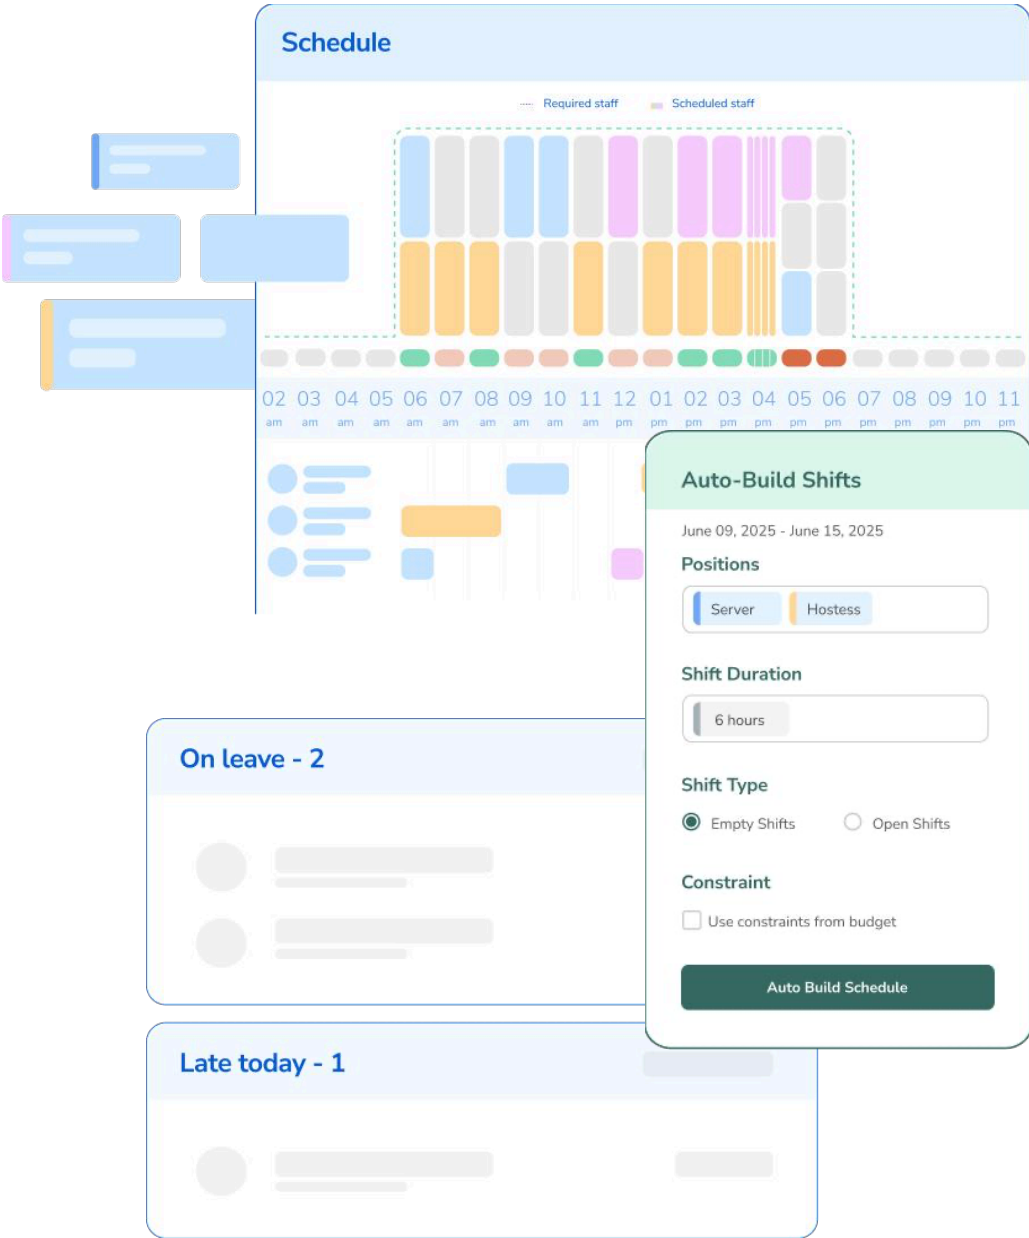 Schedule
Required staff Scheduled staff
02 03 04 05 06 07 08 09 10 11 12 01 02 03 04 05 06 07 08 09 10 11
am am am am am am am am am am pm pm pm pm pm pm pm pm pm pm pm pm
Auto-Build Shifts
June 09, 2025 - June 15, 2025
Positions
Server Hostess
Shift Duration
6 hours
Shift Type
Empty Shifts Open Shifts
Constraint
Use constraints from budget
Auto Build Schedule
On leave - 2
Late today - 1